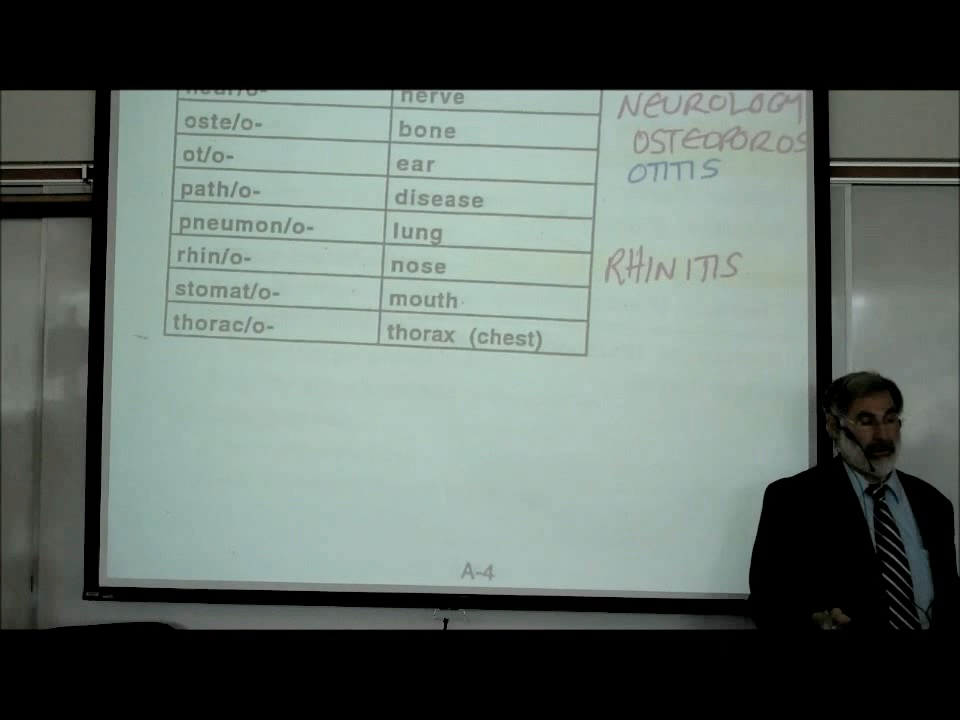 neur/o- nerve NEUROLOGY
oste/o- bone OSTEOPOROS
ot/o- ear OTITIS
path/o- disease
pneumon/o- lung
rhin/o- nose RHINITIS
stomat/o- mouth
thorac/o- thorax (chest)
A-4